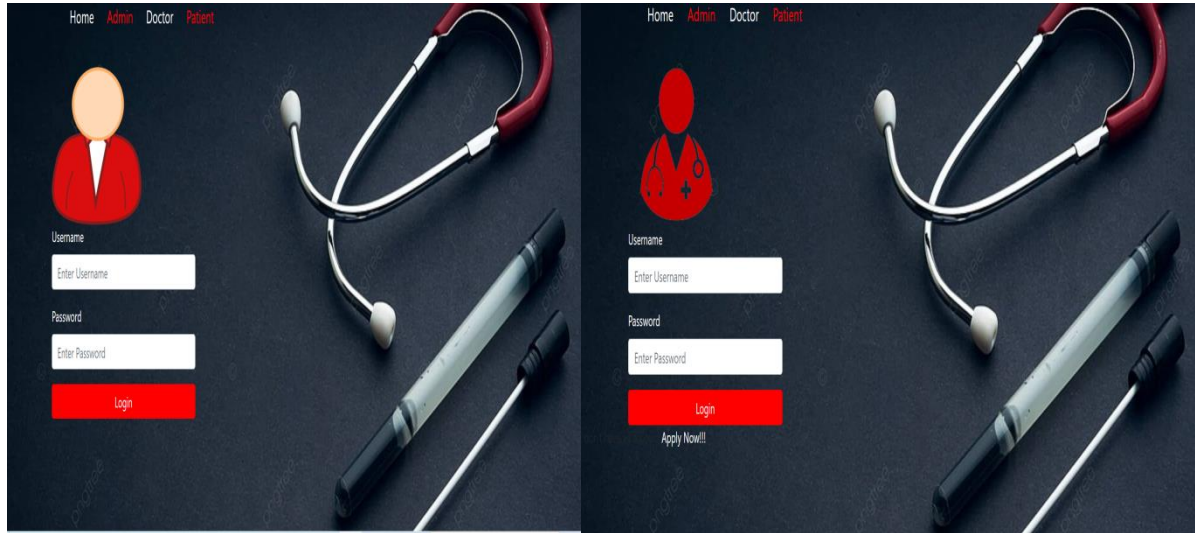 Home Admin Doctor Patient
Username
Enter Username
Password
Enter Password
Login
Home Admin Doctor Patient
Username
Enter Username
Password
Enter Password
Login
Apply Now!!!
pngtree